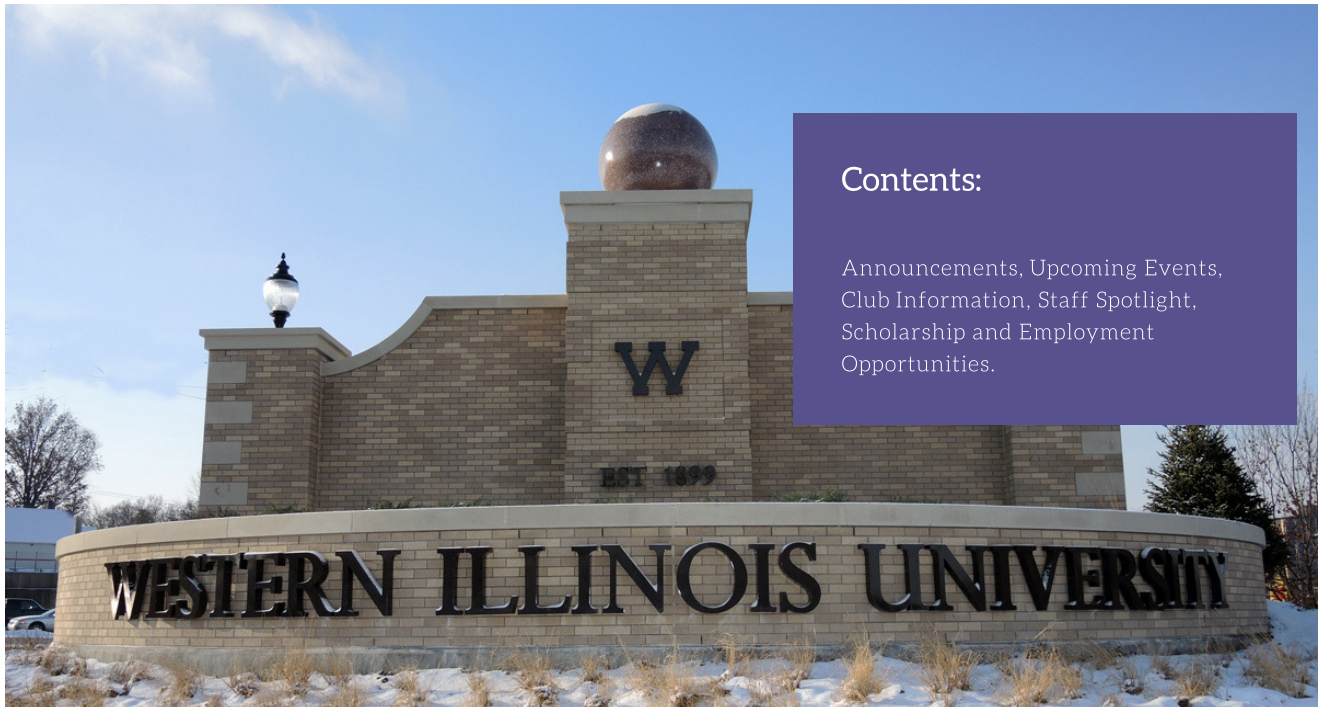 Contents:
Announcements, Upcoming Events,
Club Information, Staff Spotlight,
Scholarship and Employment
Opportunities.
W
EST 1899
WESTERN ILLINOIS UNIVERSITY